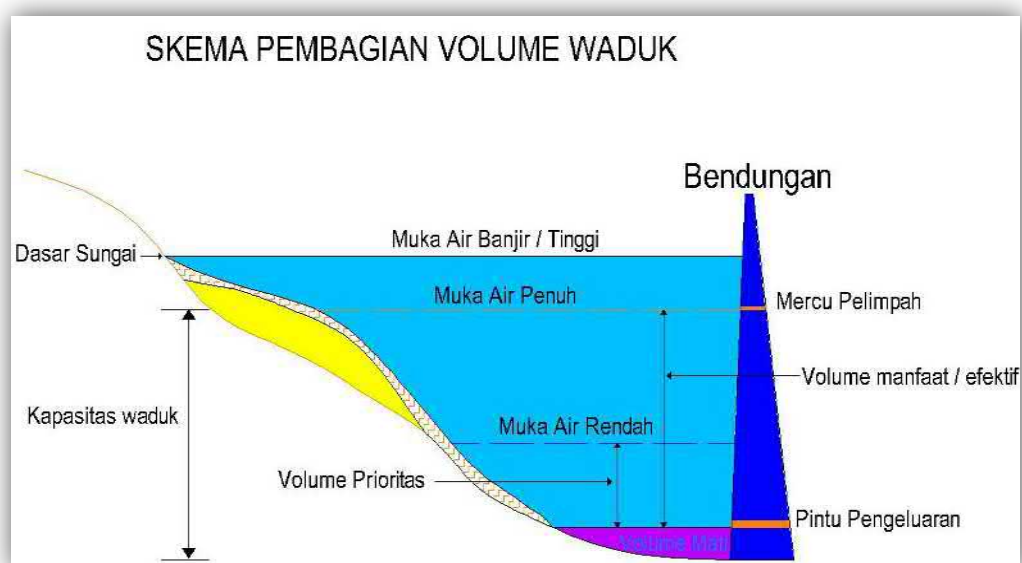 SKEMA PEMBAGIAN VOLUME WADUK
Bendungan
Muka Air Banjir / Tinggi
Dasar Sungai
Muka Air Penuh
Mercu Pelimpah
Volume manfaat / efektif
Kapasitas waduk
Muka Air Rendah
Volume Prioritas
Pintu Pengeluaran
Volume Mati